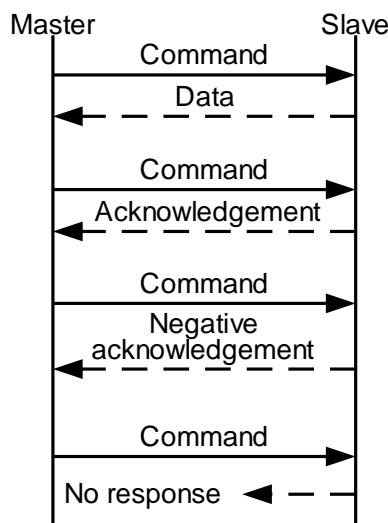 Master Slave
Command
Data
Command
Acknowledgement
Command
Negative
acknowledgement
Command
No response